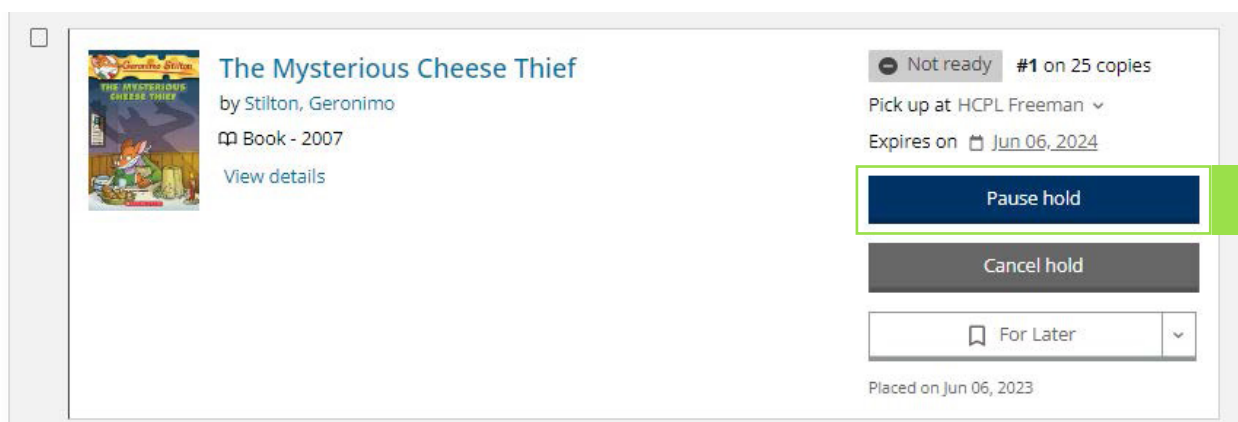 Geronimo Stilton
THE MYSTERIOUS
CHEESE THIEF
SCHOLASTIC
The Mysterious Cheese Thief
by Stilton, Geronimo
Book - 2007
View details
Not ready #1 on 25 copies
Pick up at HCPL Freeman
Expires on Jun 06, 2024
Pause hold
Cancel hold
For Later
Placed on Jun 06, 2023